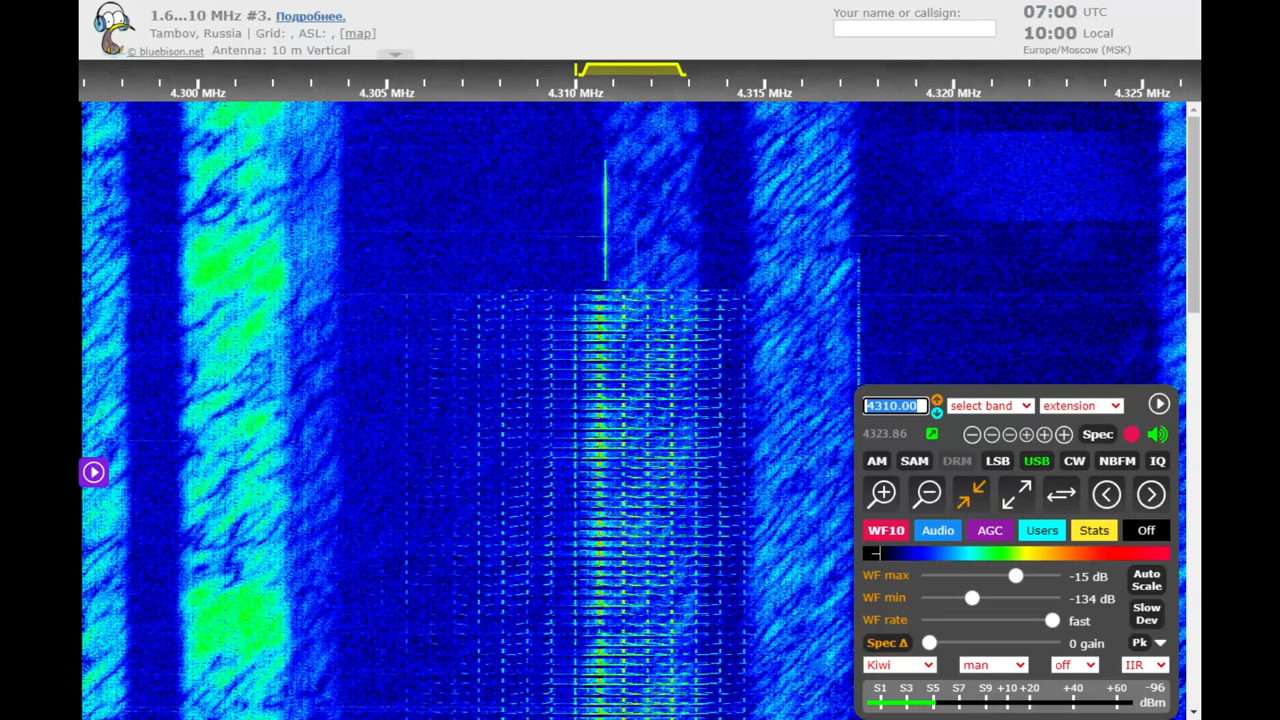 1.6...10 MHz #3. Подробнее.
Tambov, Russia | Grid: , ASL: , [map]
© bluebison.net Antenna: 10 m Vertical
Your name or callsign:
07:00 UTC
10:00 Local
Europe/Moscow (MSK)
4.300 MHz 4.305 MHz 4.310 MHz 4.315 MHz 4.320 MHz 4.325 MHz
4310.00 select band extension
4323.86 Spec
AM SAM DRM LSB USB CW NBFM IQ
WF10 Audio AGC Users Stats Off
WF max -15 dB Auto Scale
WF min -134 dB
WF rate fast Slow Dev
Spec Δ 0 gain Pk
Kiwi man off IIR
S1 S3 S5 S7 S9 +10 +20 +40 +60 -96 dBm